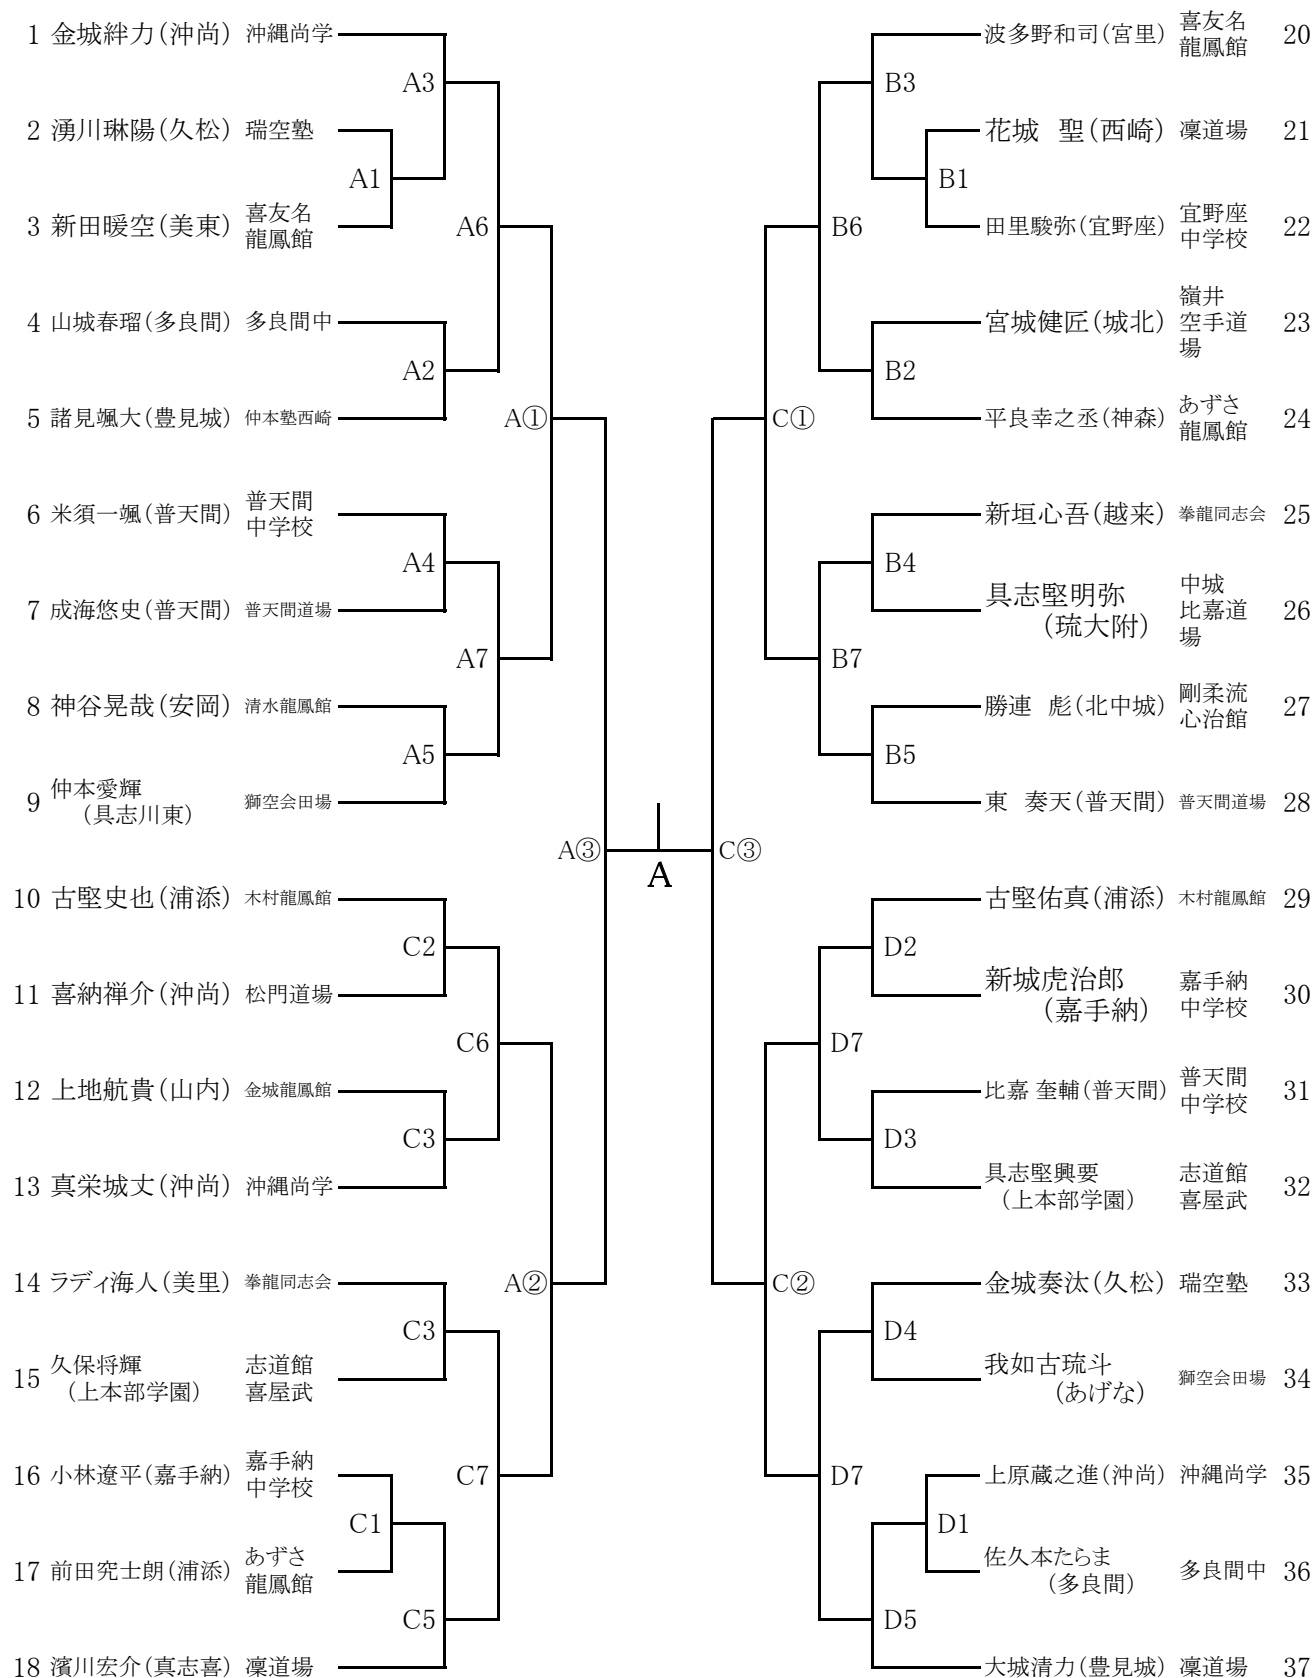 1 金城絆力(沖尚) 沖縄尚学
A3
2 湧川琳陽(久松) 瑞空塾
A1
3 新田暖空(美東) 喜友名
龍鳳館
A6
4 山城春瑠(多良間) 多良間中
A2
5 諸見颯大(豊見城) 仲本塾西崎
A①
6 米須一颯(普天間) 普天間
中学校
A4
7 成海悠史(普天間) 普天間道場
A7
8 神谷晃哉(安岡) 清水龍鳳館
A5
9 仲本愛輝
(具志川東)
獅空会田場
A③
10 古堅史也(浦添) 木村龍鳳館
C2
11 喜納禅介(沖尚) 松門道場
C6
12 上地航貴(山内) 金城龍鳳館
C3
13 真栄城丈(沖尚) 沖縄尚学
14 ラディ海人(美里) 拳龍同志会
A②
C3
15 久保将輝
(上本部学園)
志道館
喜屋武
16 小林遼平(嘉手納) 嘉手納
中学校
C7
C1
17 前田究士朗(浦添) あずさ
龍鳳館
C5
18 濱川宏介(真志喜) 凜道場
A
波多野和司(宮里) 喜友名
龍鳳館
20
B3
花城 聖(西崎) 凜道場 21
B1
田里駿弥(宜野座) 宜野座
中学校
22
B6
宮城健匠(城北) 嶺井
空手道
場
23
B2
平良幸之丞(神森) あずさ
龍鳳館
24
C①
新垣心吾(越来) 拳龍同志会 25
B4
具志堅明弥
(琉大附)
中城
比嘉道
場
26
B7
勝連 彪(北中城) 剛柔流
心治館
27
B5
東 奏天(普天間) 普天間道場 28
C③
古堅佑真(浦添) 木村龍鳳館 29
D2
新城虎治郎
(嘉手納)
嘉手納
中学校
30
D7
比嘉 奎輔(普天間) 普天間
中学校
31
D3
具志堅興要
(上本部学園)
志道館
喜屋武
32
C②
金城奏汰(久松) 瑞空塾 33
D4
我如古琉斗
(あげな)
獅空会田場 34
D7
上原蔵之進(沖尚) 沖縄尚学 35
D1
佐久本たらま
(多良間)
多良間中 36
D5
大城清力(豊見城) 凜道場 37